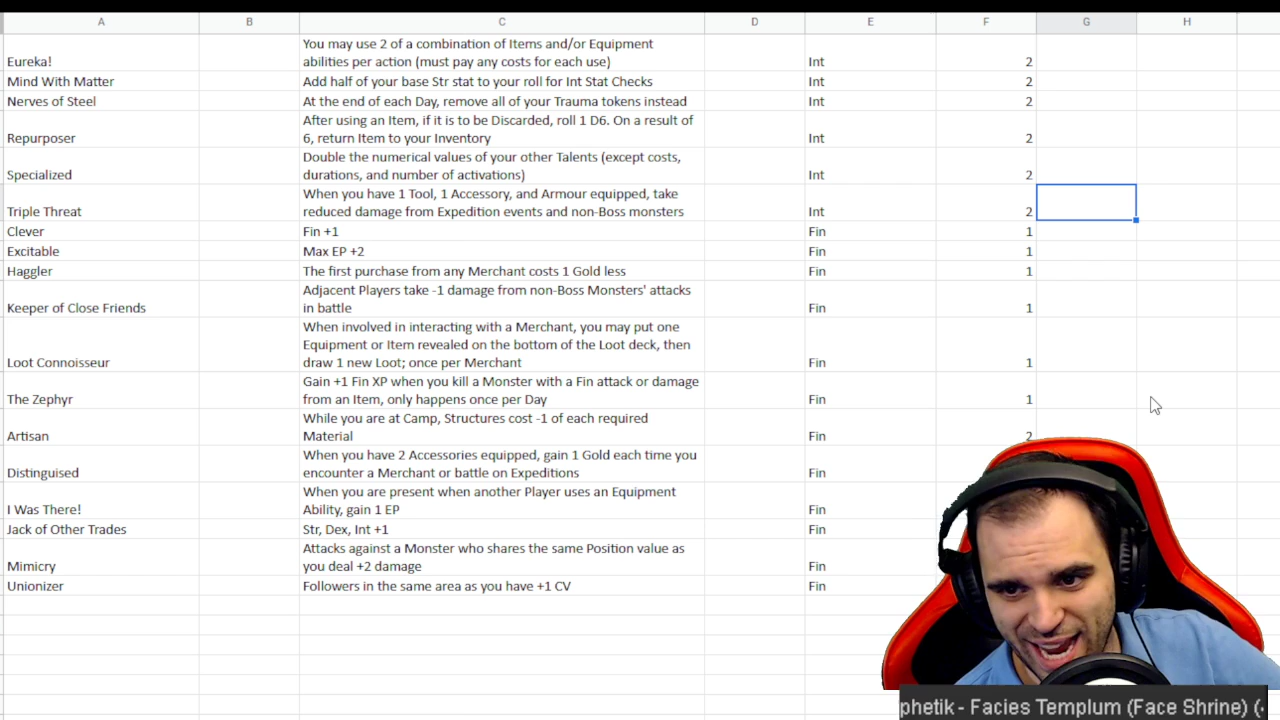 A B C D E F G H
You may use 2 of a combination of Items and/or Equipment
Eureka! abilities per action (must pay any costs for each use) Int 2
Mind With Matter Add half of your base Str stat to your roll for Int Stat Checks Int 2
Nerves of Steel At the end of each Day, remove all of your Trauma tokens instead Int 2
After using an Item, if it is to be Discarded, roll 1 D6. On a result of
Repurposer 6, return Item to your Inventory Int 2
Double the numerical values of your other Talents (except costs,
Specialized durations, and number of activations) Int 2
When you have 1 Tool, 1 Accessory, and Armour equipped, take
Triple Threat reduced damage from Expedition events and non-Boss monsters Int 2
Clever Fin +1 Fin 1
Excitable Max EP +2 Fin 1
Haggler The first purchase from any Merchant costs 1 Gold less Fin 1
Adjacent Players take -1 damage from non-Boss Monsters' attacks
Keeper of Close Friends in battle Fin 1
When involved in interacting with a Merchant, you may put one
Equipment or Item revealed on the bottom of the Loot deck, then
Loot Connoisseur draw 1 new Loot; once per Merchant Fin 1
Gain +1 Fin XP when you kill a Monster with a Fin attack or damage
The Zephyr from an Item, only happens once per Day Fin 1
While you are at Camp, Structures cost -1 of each required
Artisan Material Fin 2
When you have 2 Accessories equipped, gain 1 Gold each time you
Distinguised encounter a Merchant or battle on Expeditions Fin
When you are present when another Player uses an Equipment
I Was There! Ability, gain 1 EP Fin
Jack of Other Trades Str, Dex, Int +1 Fin
Attacks against a Monster who shares the same Position value as
Mimicry you deal +2 damage Fin
Unionizer Followers in the same area as you have +1 CV Fin
phetik - Facies Templum (Face Shrine) (